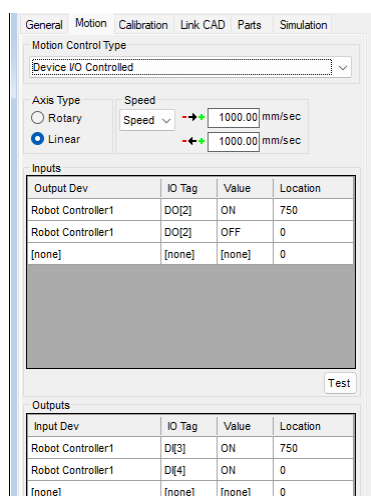 General Motion Calibration Link CAD Parts Simulation
Motion Control Type
Device I/O Controlled
Axis Type Speed
Rotary Speed 1000.00 mm/sec
Linear 1000.00 mm/sec
Inputs
Output Dev IO Tag Value Location
Robot Controller1 DO[2] ON 750
Robot Controller1 DO[2] OFF 0
[none] [none] [none] 0
Test
Outputs
Input Dev IO Tag Value Location
Robot Controller1 DI[3] ON 750
Robot Controller1 DI[4] ON 0
[none] [none] [none] 0